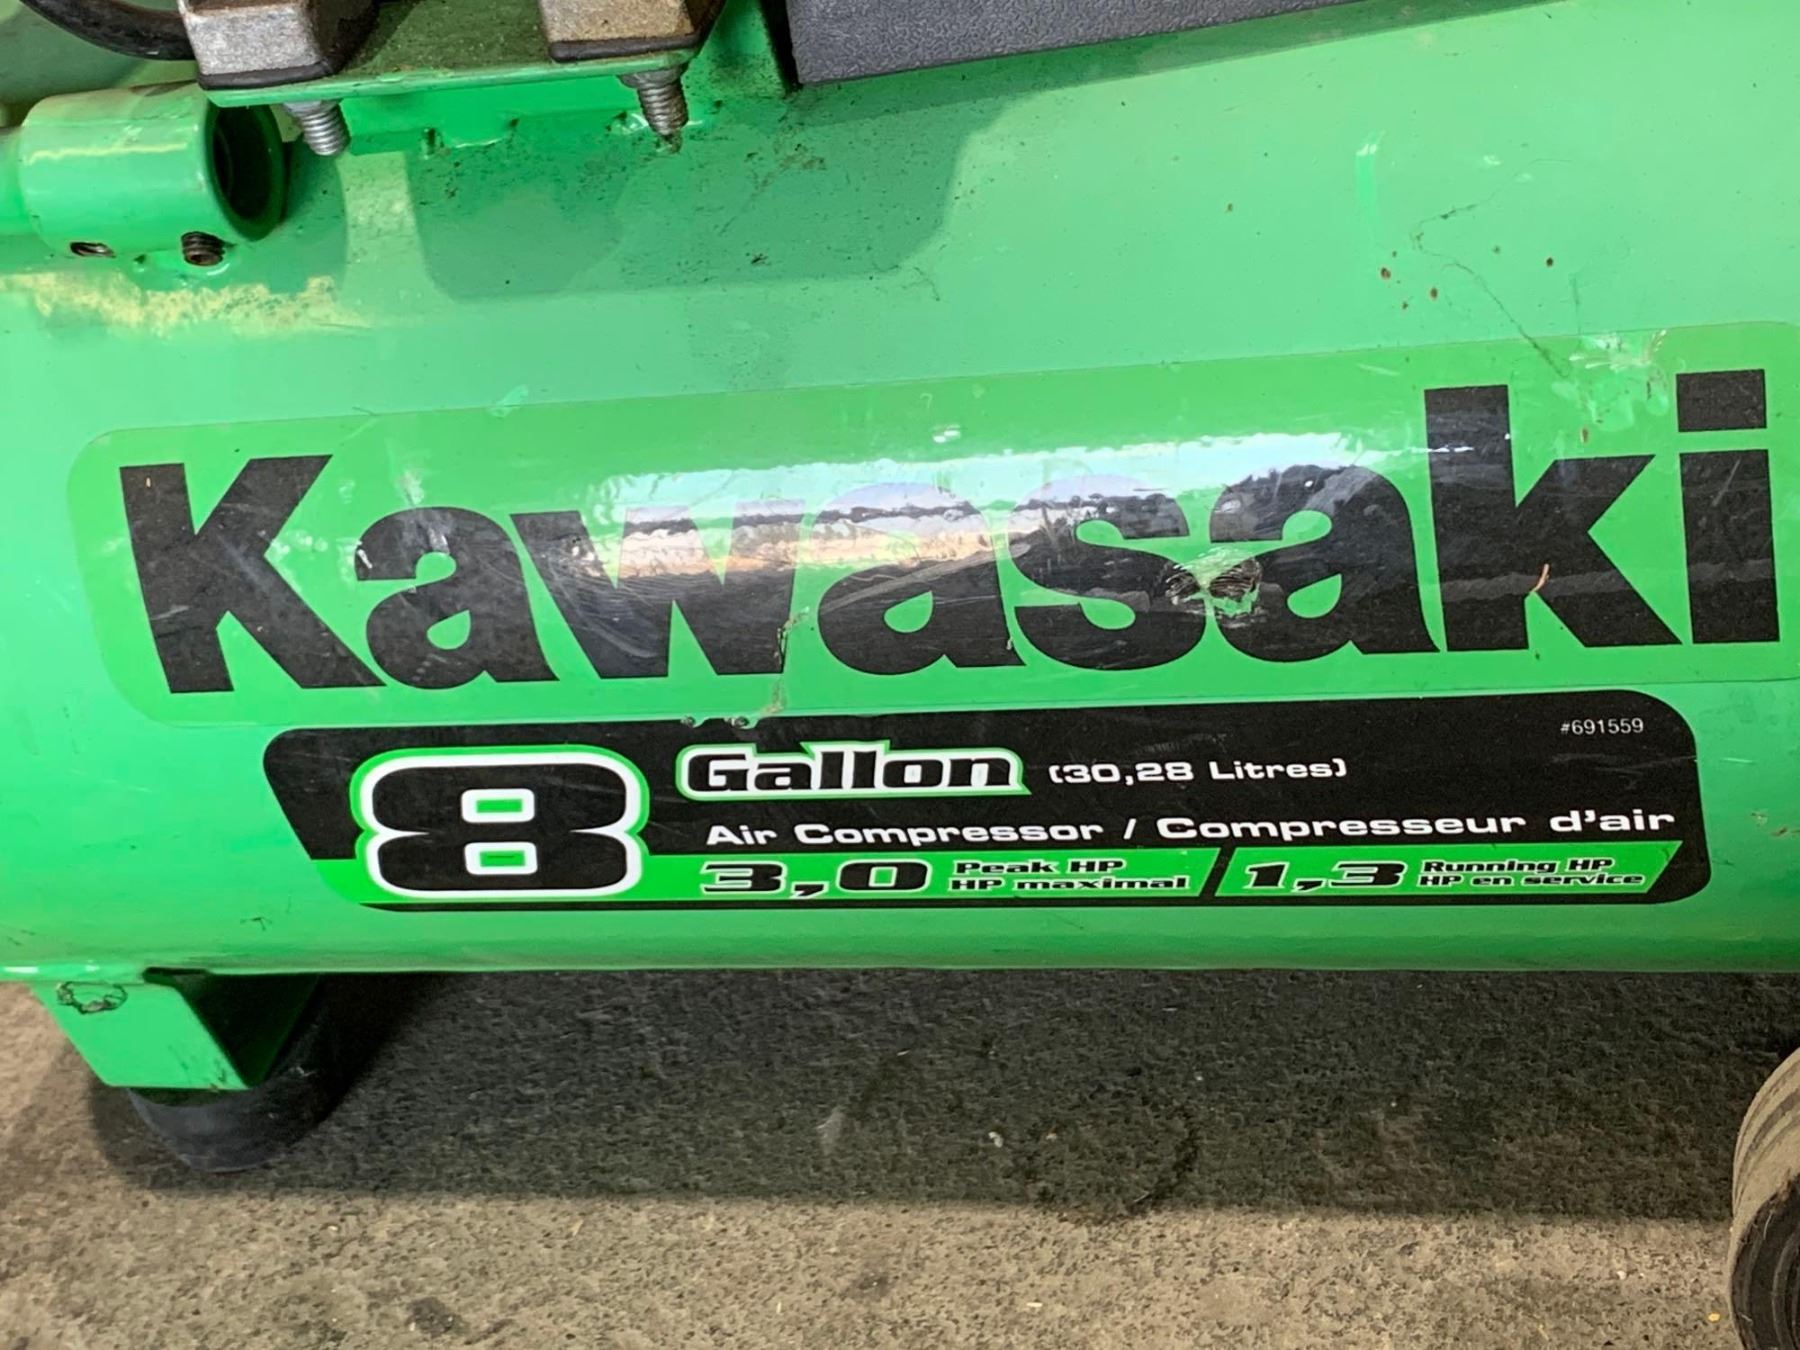 Kawasaki
#691559
8 Gallon (30,28 Litres)
Air Compressor / Compresseur d'air
3,0 Peak HP 1,3 Running HP
HP maximal HP en service